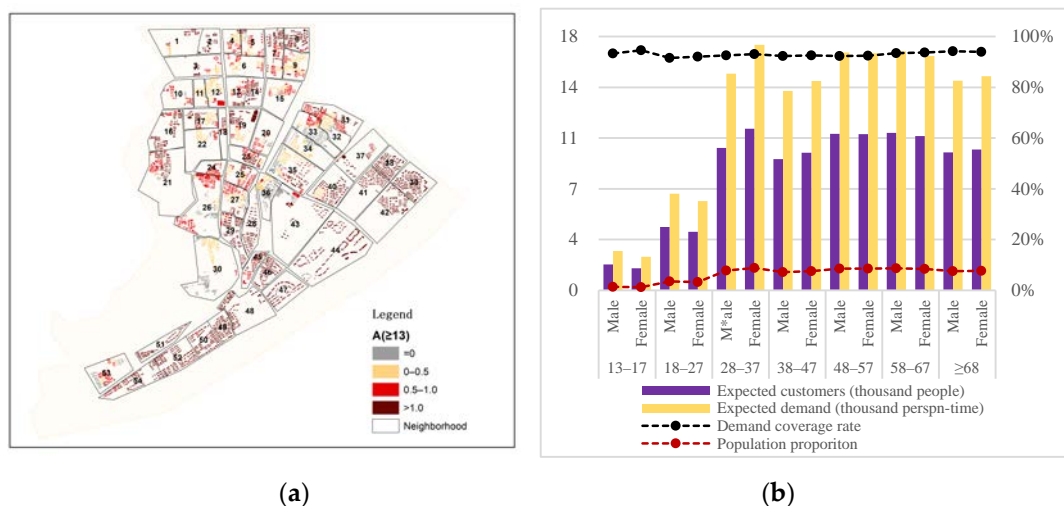 1 2 4 5 7 8
3 6 9
10 11 12 13 14 15
16 17 18 19 20
22 23
21 24 25
26 27
28
29
30
31
33 32
34
35 36 37
38
39
40 41
42
43
44
45
46
47
48
49
50
51
52
53
54
Legend
A(≥13)
=0
0–0.5
0.5–1.0
>1.0
Neighborhood
(a)
18 100%
14 80%
11 60%
7 40%
4 20%
0 0%
Male Female Male Female M*ale Female Male Female Male Female Male Female Male Female
13–17 18–27 28–37 38–47 48–57 58–67 ≥68
Expected customers (thousand people)
Expected demand (thousand perspn-time)
Demand coverage rate
Population proporiton
(b)